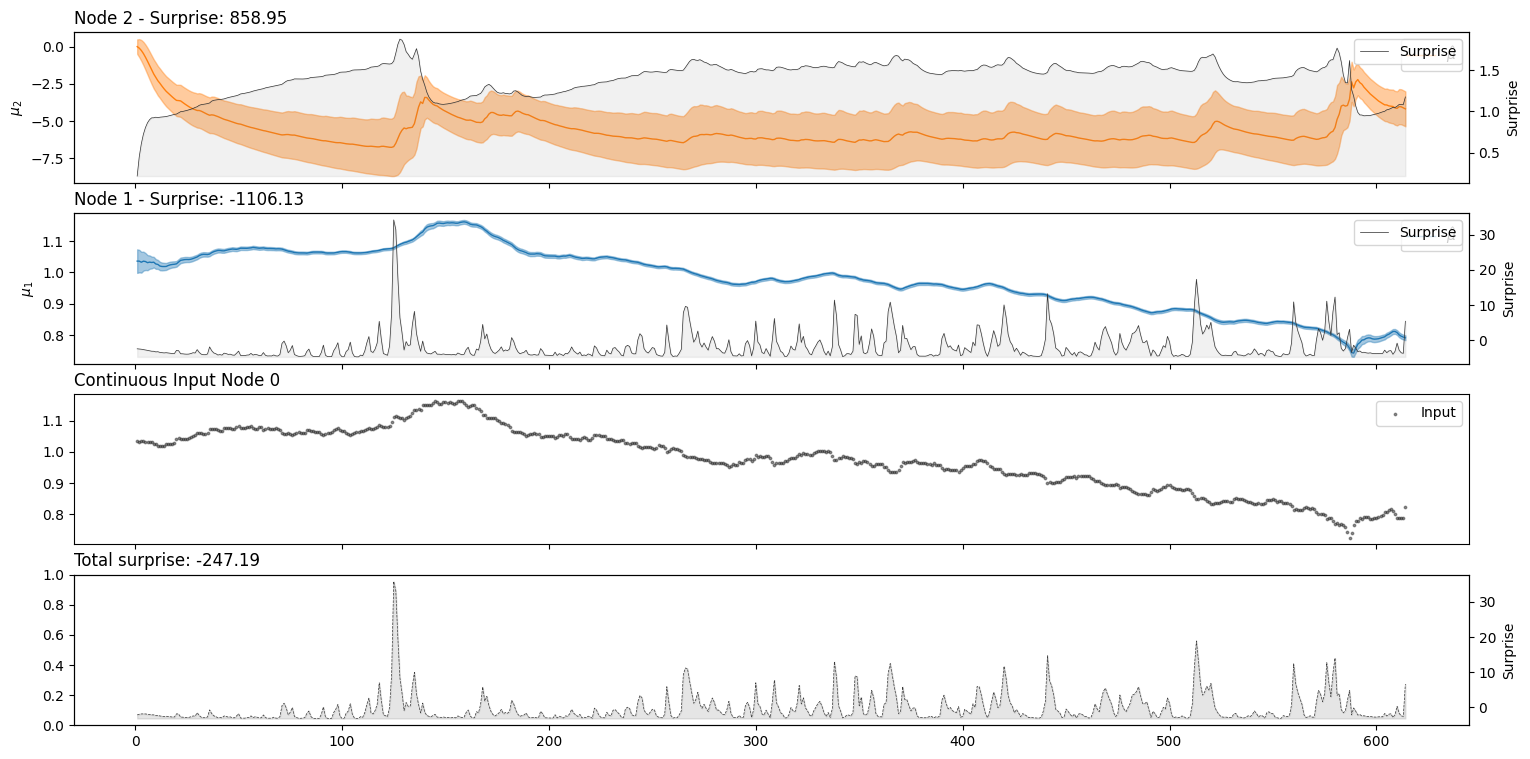 Node 2 - Surprise: 858.95
0.0
−2.5
−5.0
−7.5
μ2
Surprise
μ
1.5
1.0
0.5
Surprise
Node 1 - Surprise: -1106.13
1.1
1.0
0.9
0.8
μ1
Surprise
μ
30
20
10
0
Surprise
Continuous Input Node 0
1.1
1.0
0.9
0.8
Input
Total surprise: -247.19
1.0
0.8
0.6
0.4
0.2
0.0
30
20
10
0
Surprise
0 100 200 300 400 500 600